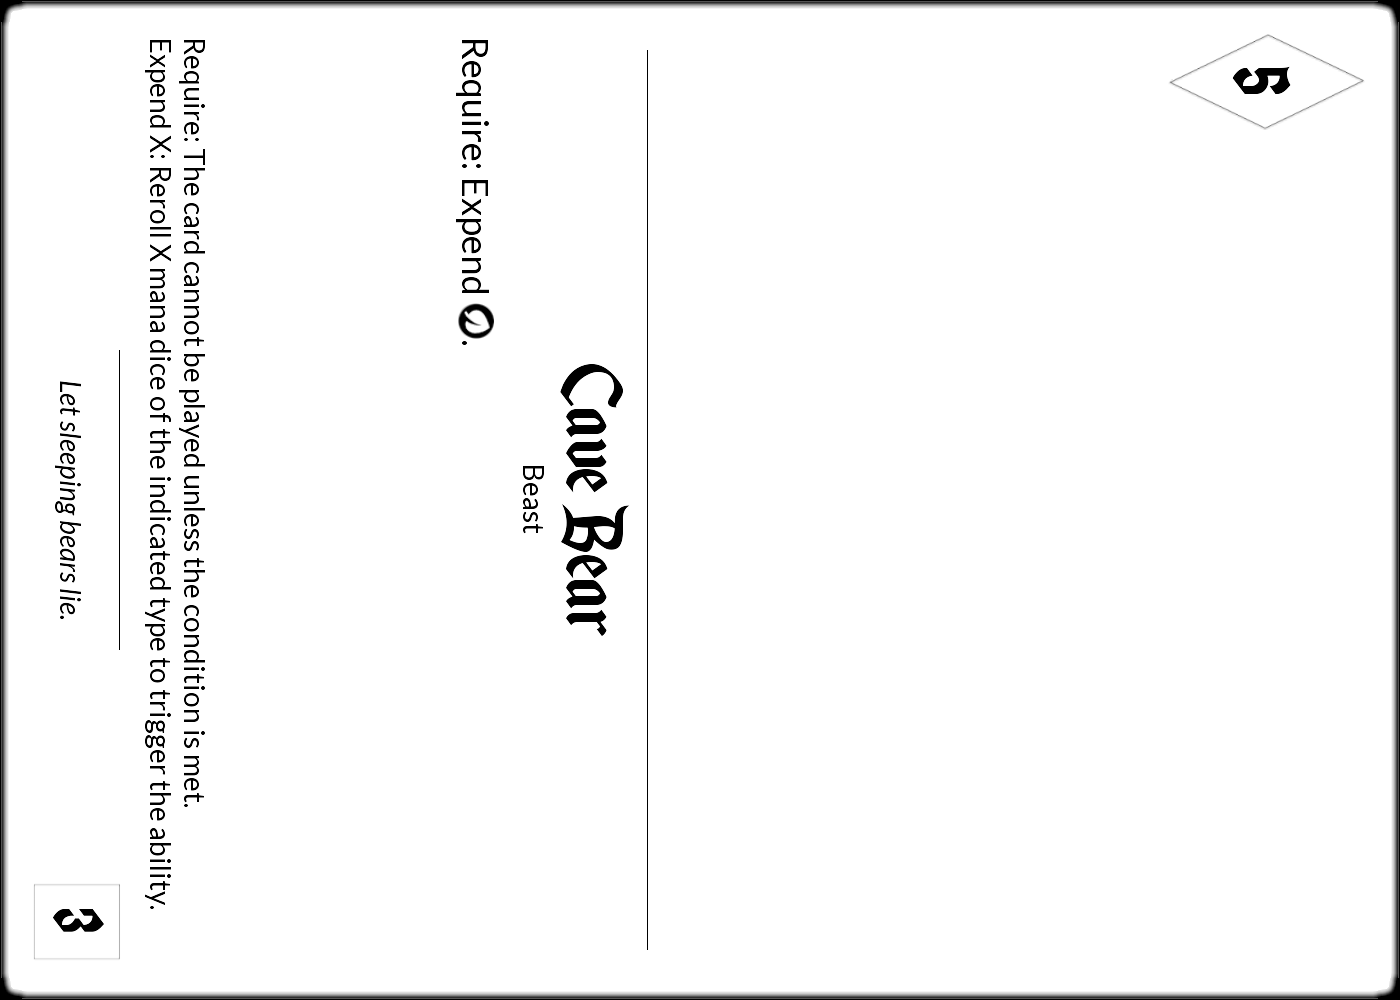 5
Cave Bear
Beast
Require: Expend .
Require: The card cannot be played unless the condition is met.
Expend X: Reroll X mana dice of the indicated type to trigger the ability.
Let sleeping bears lie.
3